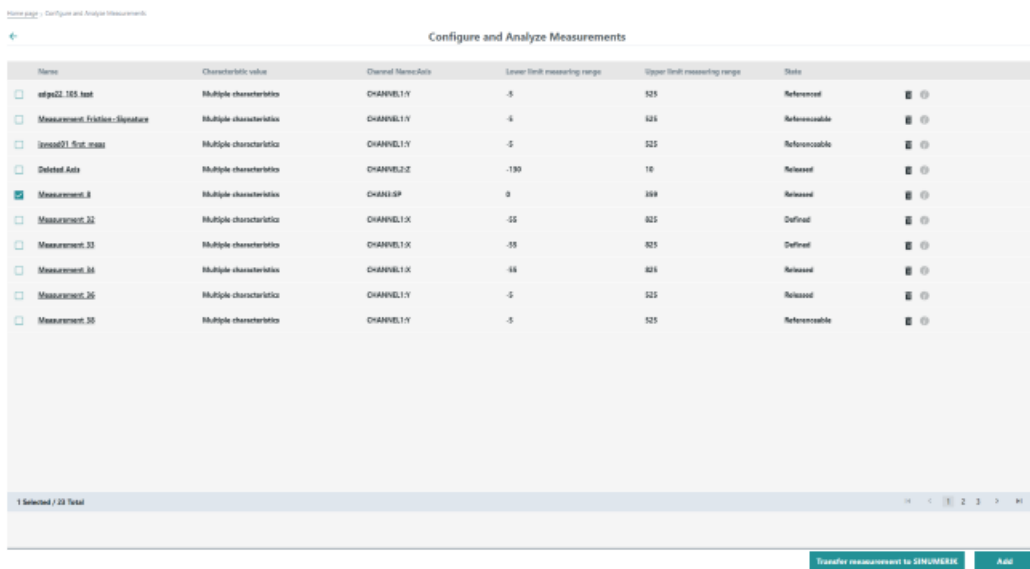 Home page > Configure and Analyse Measurements
Configure and Analyze Measurements
Name Characteristic value Channel Name:Axis Lower limit measuring range Upper limit measuring range State
edge22_105_test Multiple characteristics CHANNEL1:Y -5 525 Referenced
Measurement Friction-Signature Multiple characteristics CHANNEL1:Y -5 525 Referenceable
first_meas Multiple characteristics CHANNEL1:Y -5 525 Referenceable
Deleted Axis Multiple characteristics CHANNEL2:Z 10 Released
Measurement 8 Multiple characteristics CHAN3:SP 0 359 Released
Measurement 32 Multiple characteristics CHANNEL1:X -55 825 Defined
Measurement 33 Multiple characteristics CHANNEL1:X -55 825 Defined
Measurement 34 Multiple characteristics CHANNEL1:X -55 825 Released
Measurement 36 Multiple characteristics CHANNEL1:Y -5 525 Released
Measurement 38 Multiple characteristics CHANNEL1:Y -5 525 Referenceable
1 Selected / 23 Total 1 2 3
Transfer measurement to SINUMERIK Add